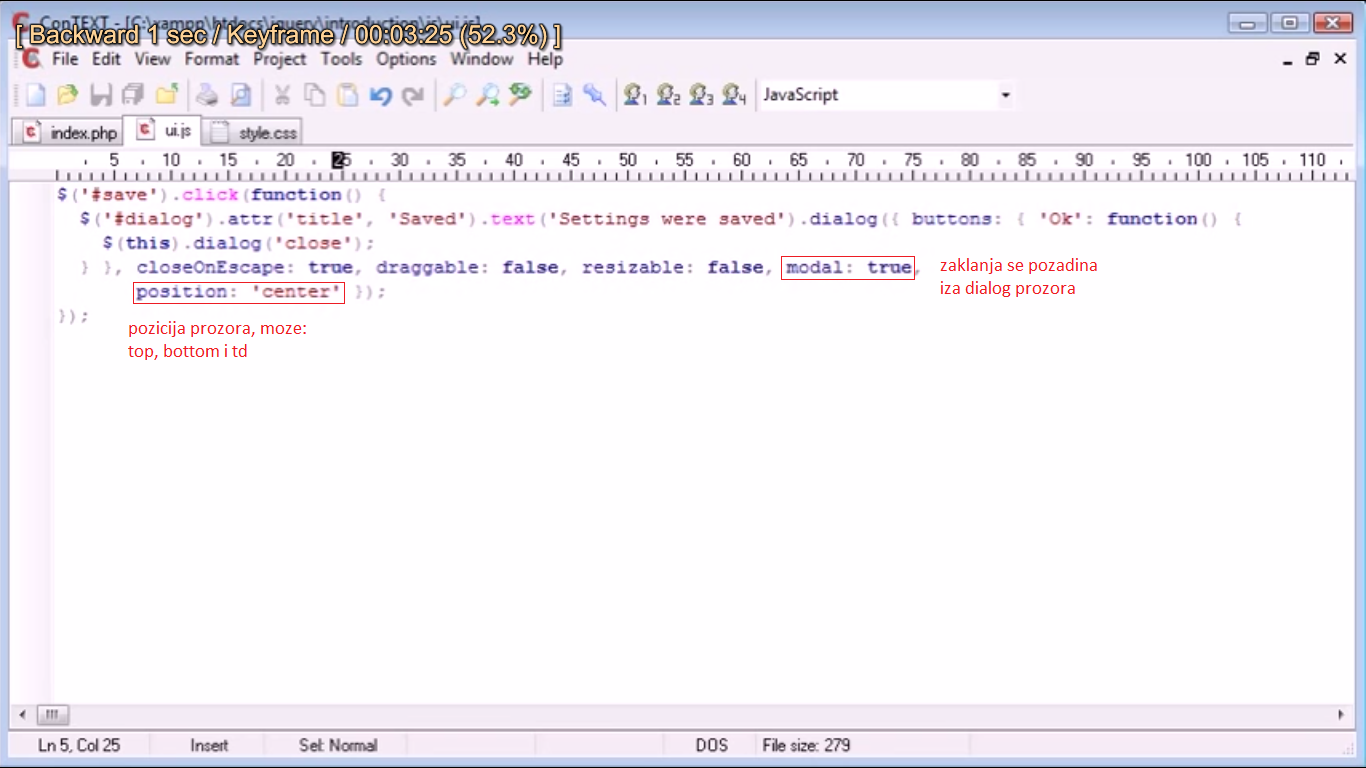 ConTEXT - [C:\xampp\htdocs\jquery\introduction\js\ui.js]
[ Backward 1 sec / Keyframe / 00:03:25 (52.3%) ]
File Edit View Format Project Tools Options Window Help
1 2 3 4 JavaScript
index.php ui.js style.css
5 10 15 20 25 30 35 40 45 50 55 60 65 70 75 80 85 90 95 100 105 110
$('#save').click(function() {
$('#dialog').attr('title', 'Saved').text('Settings were saved').dialog({ buttons: { 'Ok': function() {
$(this).dialog('close');
} }, closeOnEscape: true, draggable: false, resizable: false, modal: true,
zaklanja se pozadina
iza dialog prozora
position: 'center' });
});
pozicija prozora, moze:
top, bottom i td
Ln 5, Col 25 Insert Sel: Normal DOS File size: 279